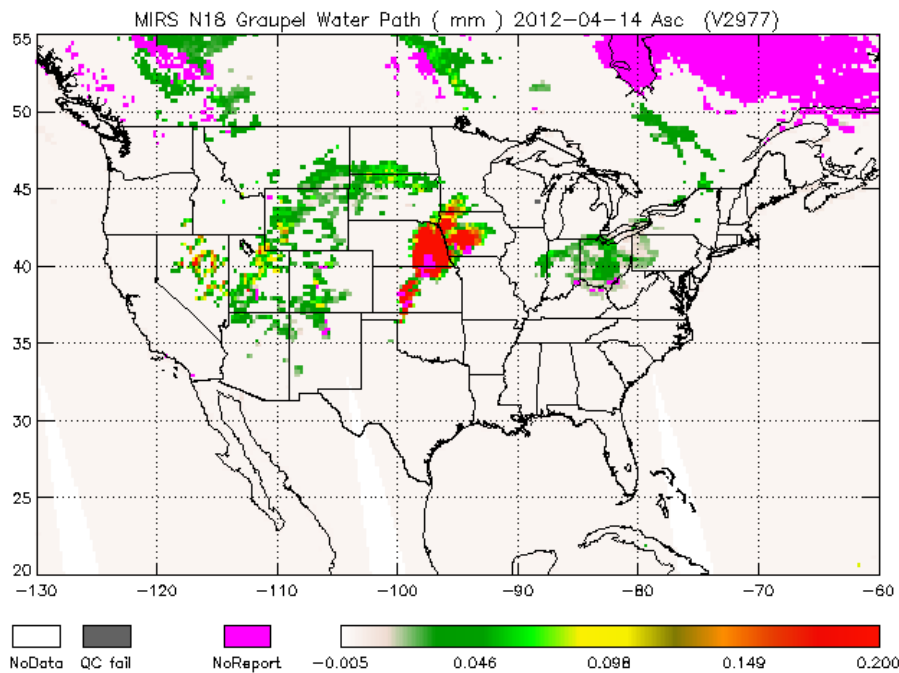 MIRS N18 Graupel Water Path ( mm ) 2012-04-14 Asc (V2977)
55
50
45
40
35
30
25
20
-130 -120 -110 -100 -90 -80 -70 -60
NoData QC fail NoReport -0.005 0.046 0.098 0.149 0.200